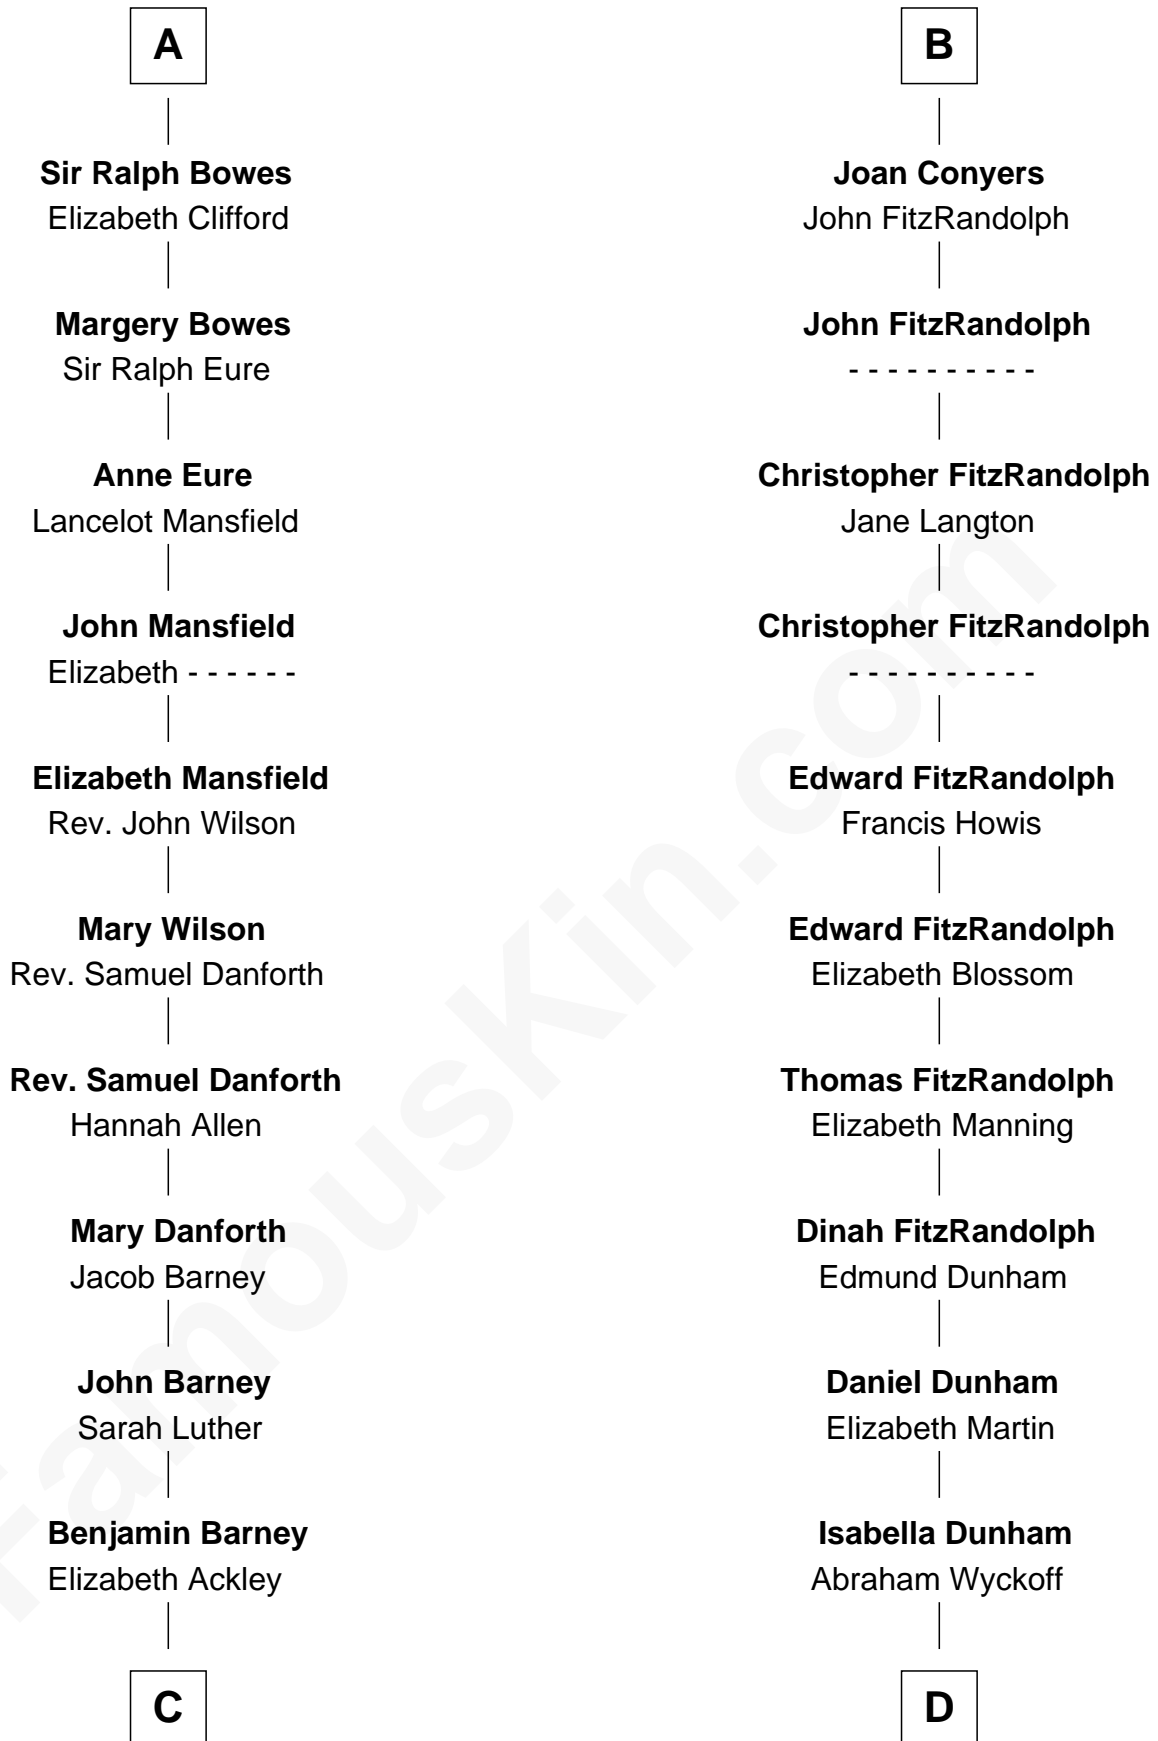 A
Sir Ralph Bowes
Elizabeth Clifford
Margery Bowes
Sir Ralph Eure
Anne Eure
Lancelot Mansfield
John Mansfield
Elizabeth - - - - - -
Elizabeth Mansfield
Rev. John Wilson
Mary Wilson
Rev. Samuel Danforth
Rev. Samuel Danforth
Hannah Allen
Mary Danforth
Jacob Barney
John Barney
Sarah Luther
Benjamin Barney
Elizabeth Ackley
C
B
Joan Conyers
John FitzRandolph
John FitzRandolph
- - - - - - - - - -
Christopher FitzRandolph
Jane Langton
Christopher FitzRandolph
- - - - - - - - - -
Edward FitzRandolph
Francis Howis
Edward FitzRandolph
Elizabeth Blossom
Thomas FitzRandolph
Elizabeth Manning
Dinah FitzRandolph
Edmund Dunham
Daniel Dunham
Elizabeth Martin
Isabella Dunham
Abraham Wyckoff
D
FamousKin.com